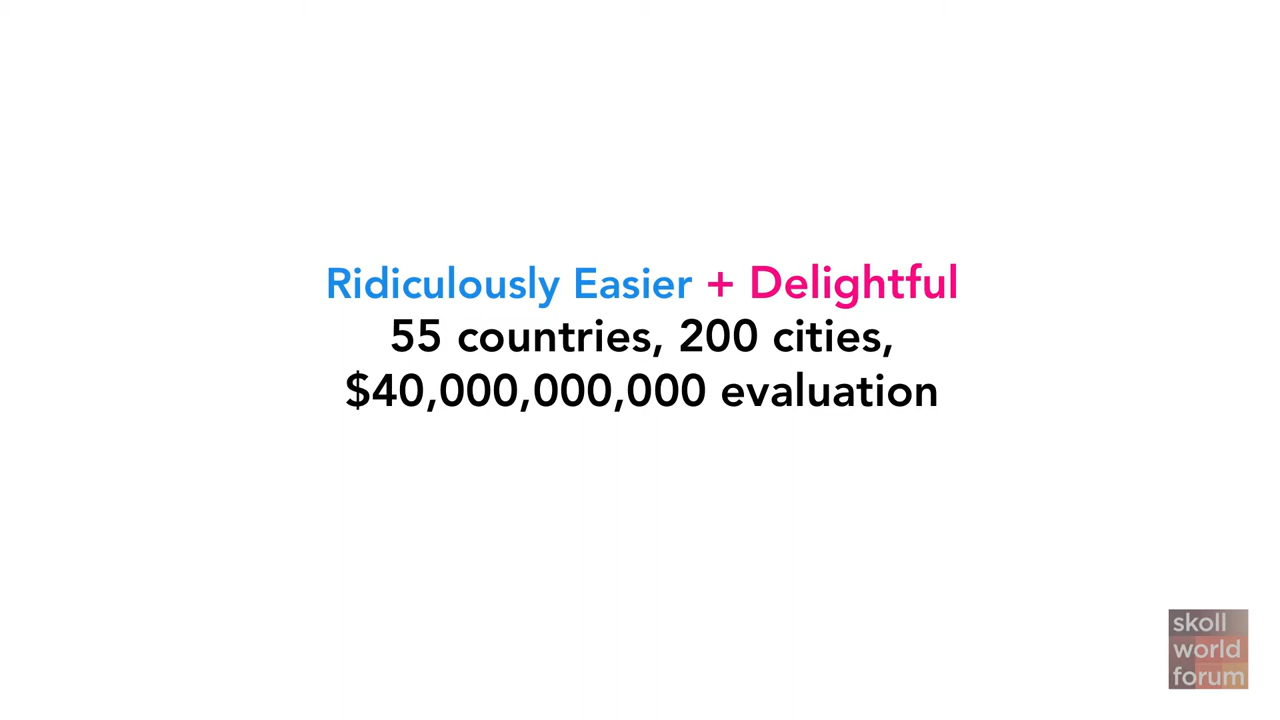 Ridiculously Easier + Delightful
55 countries, 200 cities,
$40,000,000,000 evaluation
skoll
world
forum